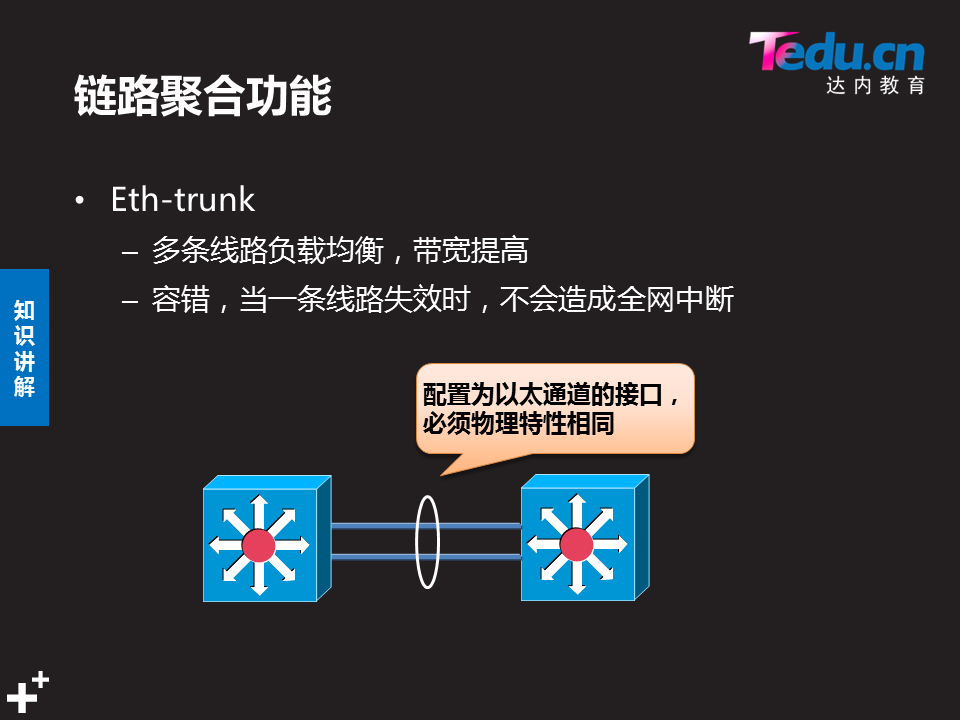 Tedu.cn
达内教育
链路聚合功能
• Eth-trunk
– 多条线路负载均衡，带宽提高
– 容错，当一条线路失效时，不会造成全网中断
知
识
讲
解
配置为以太通道的接口，
必须物理特性相同